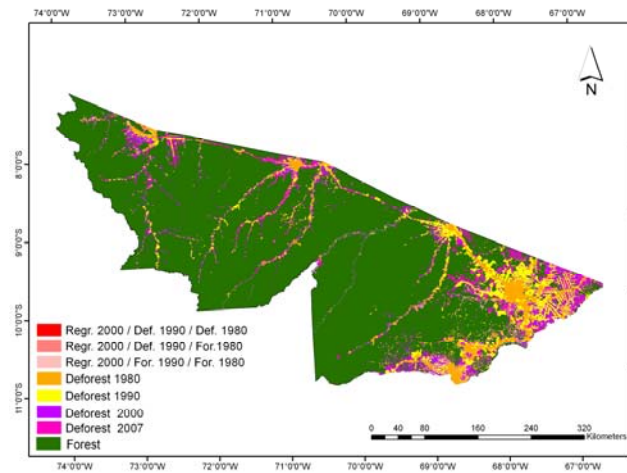 74°0'0"W 73°0'0"W 72°0'0"W 71°0'0"W 70°0'0"W 69°0'0"W 68°0'0"W 67°0'0"W
N
8°0'0"S
9°0'0"S
10°0'0"S
11°0'0"S
Regr. 2000 / Def. 1990 / Def. 1980
Regr. 2000 / Def. 1990 / For.1980
Regr. 2000 / For. 1990 / For. 1980
Deforest 1980
Deforest 1990
Deforest 2000
Deforest 2007
Forest
0 40 80 160 240 320
Kilometers
74°0'0"W 73°0'0"W 72°0'0"W 71°0'0"W 70°0'0"W 69°0'0"W 68°0'0"W 67°0'0"W